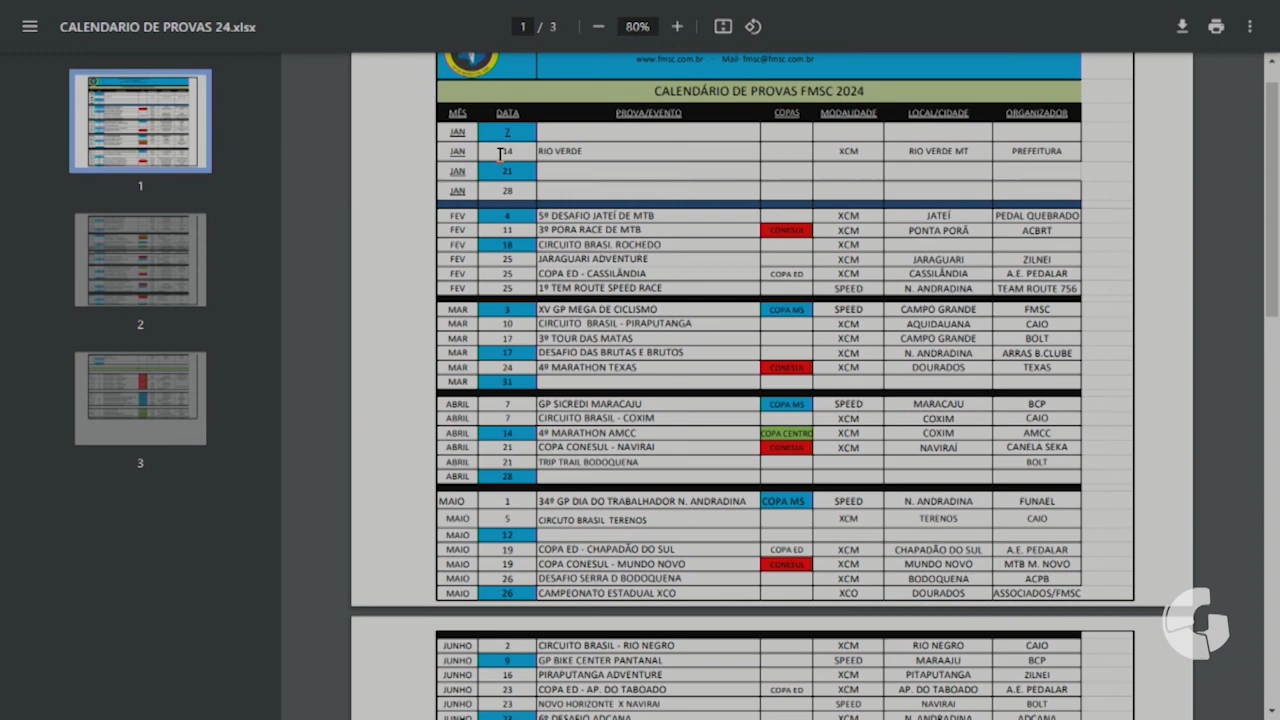 CALENDARIO DE PROVAS 24.xlsx 1 / 3 80%
www.fmsc.com.br - Mail- fmsc@fmsc.com.br
CALENDÁRIO DE PROVAS FMSC 2024
MÊS DATA PROVA/EVENTO COPAS MODALIDADE LOCAL/CIDADE ORGANIZADOR
JAN 7
JAN 14 RIO VERDE XCM RIO VERDE MT PREFEITURA
JAN 21
JAN 28
FEV 4 5º DESAFIO JATEÍ DE MTB XCM JATEÍ PEDAL QUEBRADO
FEV 11 3º PORA RACE DE MTB CONESUL XCM PONTA PORÃ ACBRT
FEV 18 CIRCUITO BRASI. ROCHEDO XCM
FEV 25 JARAGUARI ADVENTURE XCM JARAGUARI ZILNEI
FEV 25 COPA ED - CASSILÂNDIA COPA ED XCM CASSILÂNDIA A.E. PEDALAR
FEV 25 1º TEM ROUTE SPEED RACE SPEED N. ANDRADINA TEAM ROUTE 756
MAR 3 XV GP MEGA DE CICLISMO COPA MS SPEED CAMPO GRANDE FMSC
MAR 10 CIRCUITO BRASIL - PIRAPUTANGA XCM AQUIDAUANA CAIO
MAR 17 3º TOUR DAS MATAS XCM CAMPO GRANDE BOLT
MAR 17 DESAFIO DAS BRUTAS E BRUTOS XCM N. ANDRADINA ARRAS B.CLUBE
MAR 24 4º MARATHON TEXAS CONESUL XCM DOURADOS TEXAS
MAR 31
ABRIL 7 GP SICREDI MARACAJU COPA MS SPEED MARACAJU BCP
ABRIL 7 CIRCUITO BRASIL - COXIM XCM COXIM CAIO
ABRIL 14 4º MARATHON AMCC COPA CENTRO XCM COXIM AMCC
ABRIL 21 COPA CONESUL - NAVIRAI CONESUL XCM NAVIRAÍ CANELA SEKA
ABRIL 21 TRIP TRAIL BODOQUENA BOLT
ABRIL 28
MAIO 1 34º GP DIA DO TRABALHADOR N. ANDRADINA COPA MS SPEED N. ANDRADINA FUNAEL
MAIO 5 CIRCUTO BRASIL TERENOS XCM TERENOS CAIO
MAIO 12
MAIO 19 COPA ED - CHAPADÃO DO SUL COPA ED XCM CHAPADÃO DO SUL A.E. PEDALAR
MAIO 19 COPA CONESUL - MUNDO NOVO CONESUL XCM MUNDO NOVO MTB M. NOVO
MAIO 26 DESAFIO SERRA D BODOQUENA XCM BODOQUENA ACPB
MAIO 26 CAMPEONATO ESTADUAL XCO XCO DOURADOS ASSOCIADOS/FMSC
JUNHO 2 CIRCUITO BRASIL - RIO NEGRO XCM RIO NEGRO CAIO
JUNHO 9 GP BIKE CENTER PANTANAL SPEED MARAAJU BCP
JUNHO 16 PIRAPUTANGA ADVENTURE XCM PITAPUTANGA ZILNEI
JUNHO 23 COPA ED - AP. DO TABOADO COPA ED XCM AP. DO TABOADO A.E. PEDALAR
JUNHO 23 NOVO HORIZONTE X NAVIRAI SPEED NAVIRAI BOLT
JUNHO 23 6º DESAFIO ADCANA XCM N. ANDRADINA ADCANA
1
2
3